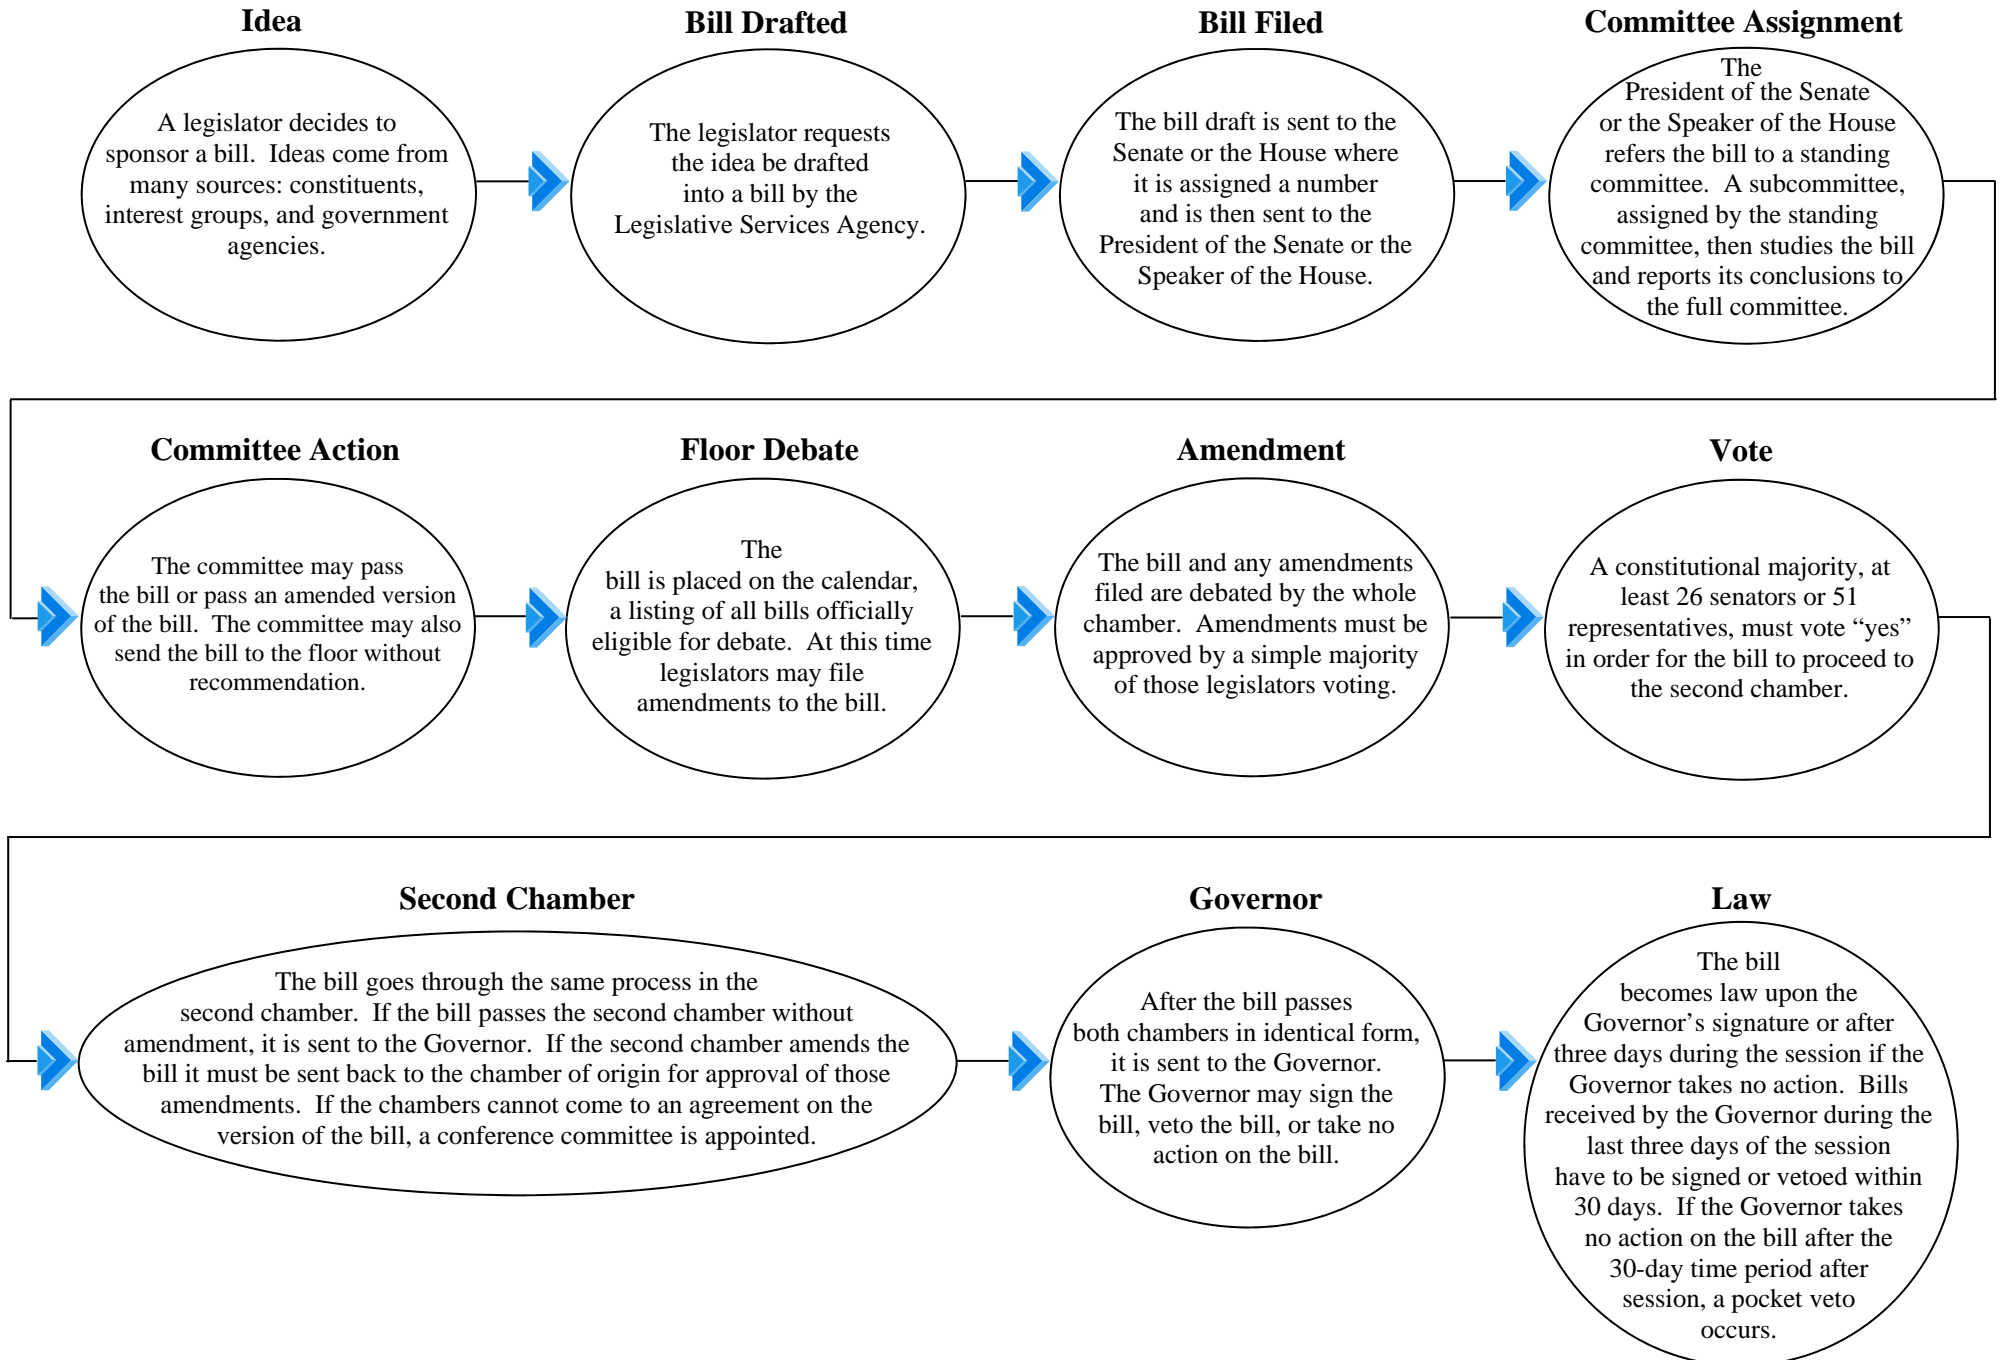 Idea
A legislator decides to
sponsor a bill.  Ideas come from
many sources: constituents,
interest groups, and government
agencies.
Bill Drafted
The legislator requests
the idea be drafted
into a bill by the
Legislative Services Agency.
Bill Filed
The bill draft is sent to the
Senate or the House where
it is assigned a number
and is then sent to the
President of the Senate or the
Speaker of the House.
Committee Assignment
The
President of the Senate
or the Speaker of the House
refers the bill to a standing
committee.  A subcommittee,
assigned by the standing
committee, then studies the bill
and reports its conclusions to
the full committee.
Committee Action
The committee may pass
the bill or pass an amended version
of the bill.  The committee may also
send the bill to the floor without
recommendation.
Floor Debate
The
bill is placed on the calendar,
a listing of all bills officially
eligible for debate.  At this time
legislators may file
amendments to the bill.
Amendment
The bill and any amendments
filed are debated by the whole
chamber.  Amendments must be
approved by a simple majority
of those legislators voting.
Vote
A constitutional majority, at
least 26 senators or 51
representatives, must vote “yes”
in order for the bill to proceed to
the second chamber.
Second Chamber
The bill goes through the same process in the
second chamber.  If the bill passes the second chamber without
amendment, it is sent to the Governor.  If the second chamber amends the
bill it must be sent back to the chamber of origin for approval of those
amendments.  If the chambers cannot come to an agreement on the
version of the bill, a conference committee is appointed.
Governor
After the bill passes
both chambers in identical form,
it is sent to the Governor.
The Governor may sign the
bill, veto the bill, or take no
action on the bill.
Law
The bill
becomes law upon the
Governor’s signature or after
three days during the session if the
Governor takes no action.  Bills
received by the Governor during the
last three days of the session
have to be signed or vetoed within
30 days.  If the Governor takes
no action on the bill after the
30-day time period after
session, a pocket veto
occurs.